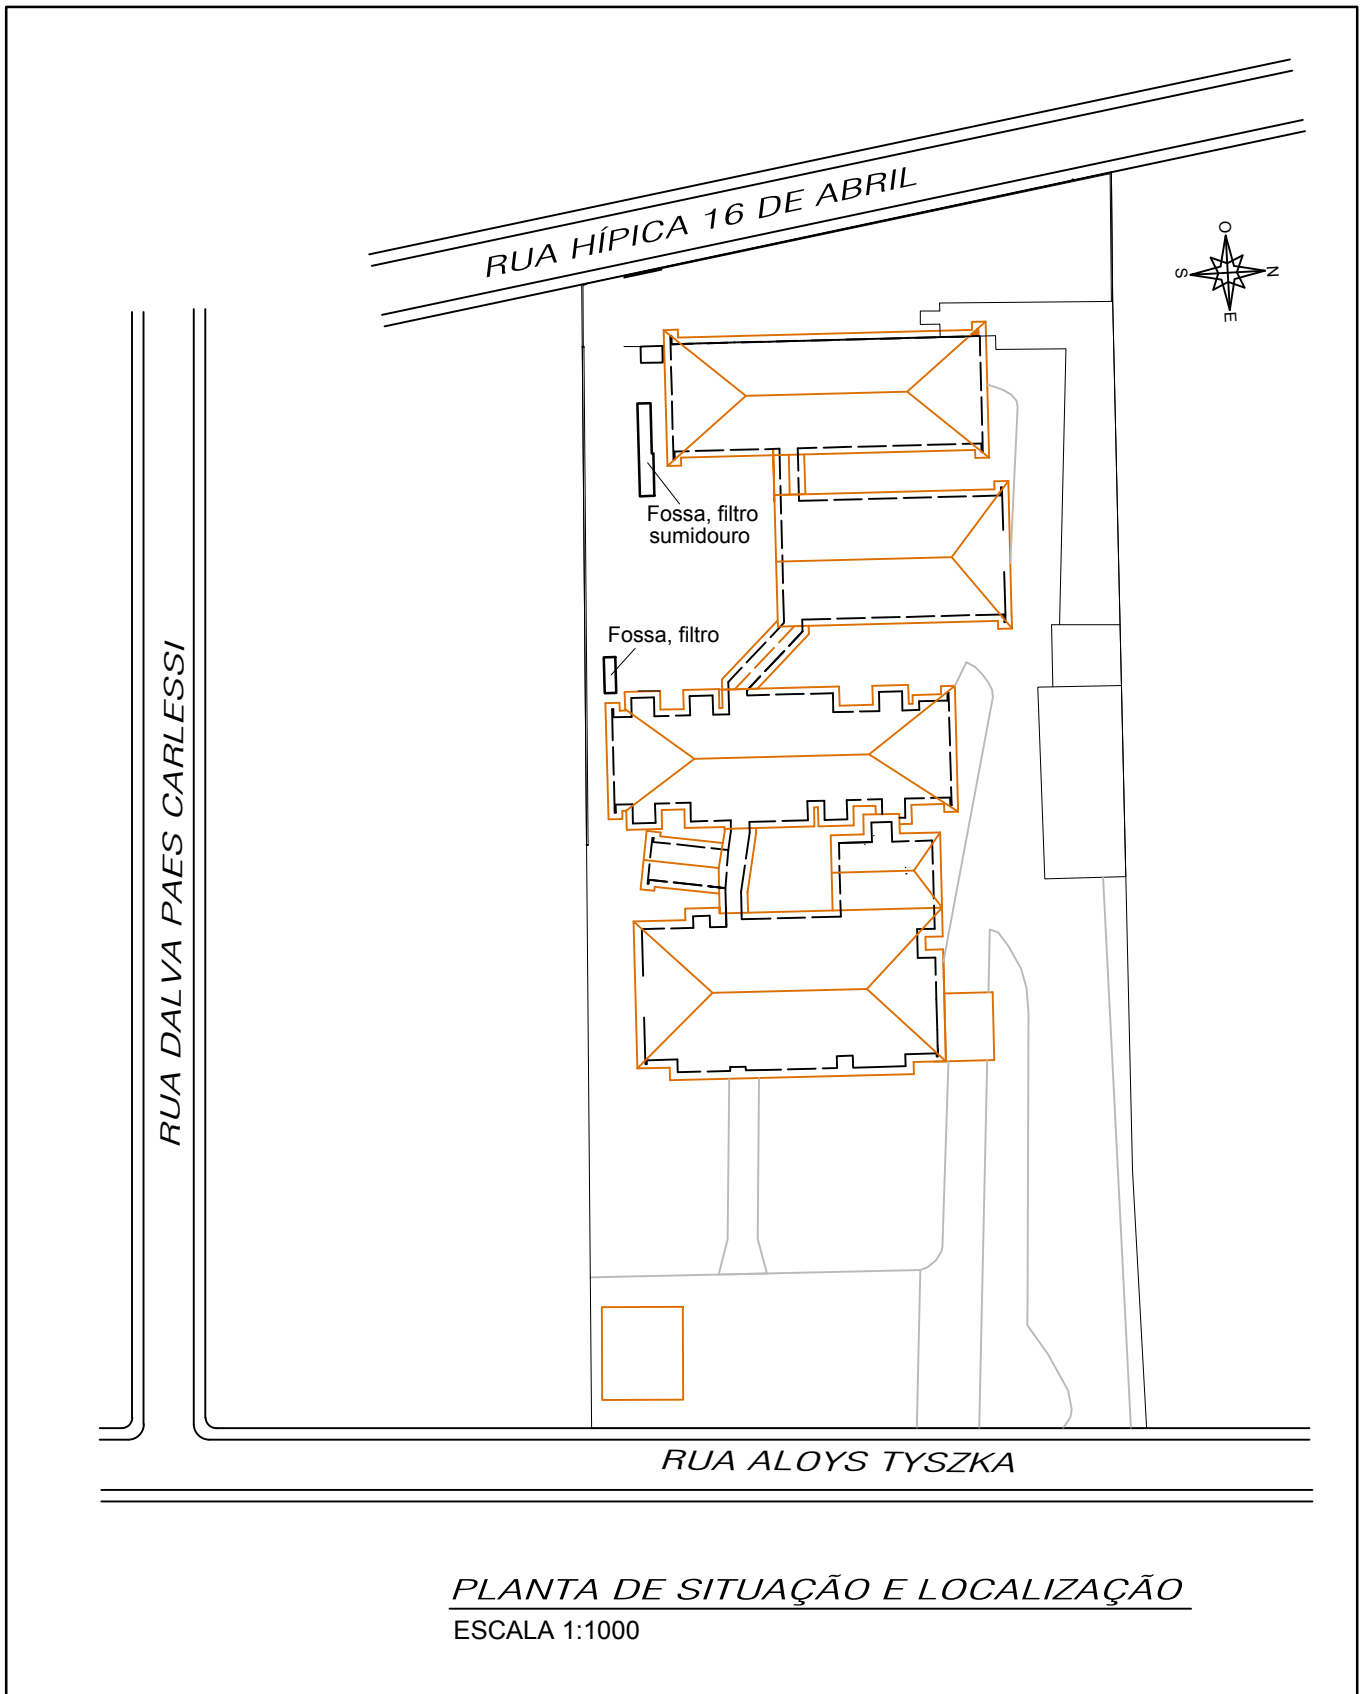 RUA HÍPICA 16 DE ABRIL
O
S
N
E
Fossa, filtro
sumidouro
Fossa, filtro
RUA DALVA PAES CARLESSI
RUA ALOYS TYSZKA
PLANTA DE SITUAÇÃO E LOCALIZAÇÃO
ESCALA 1:1000